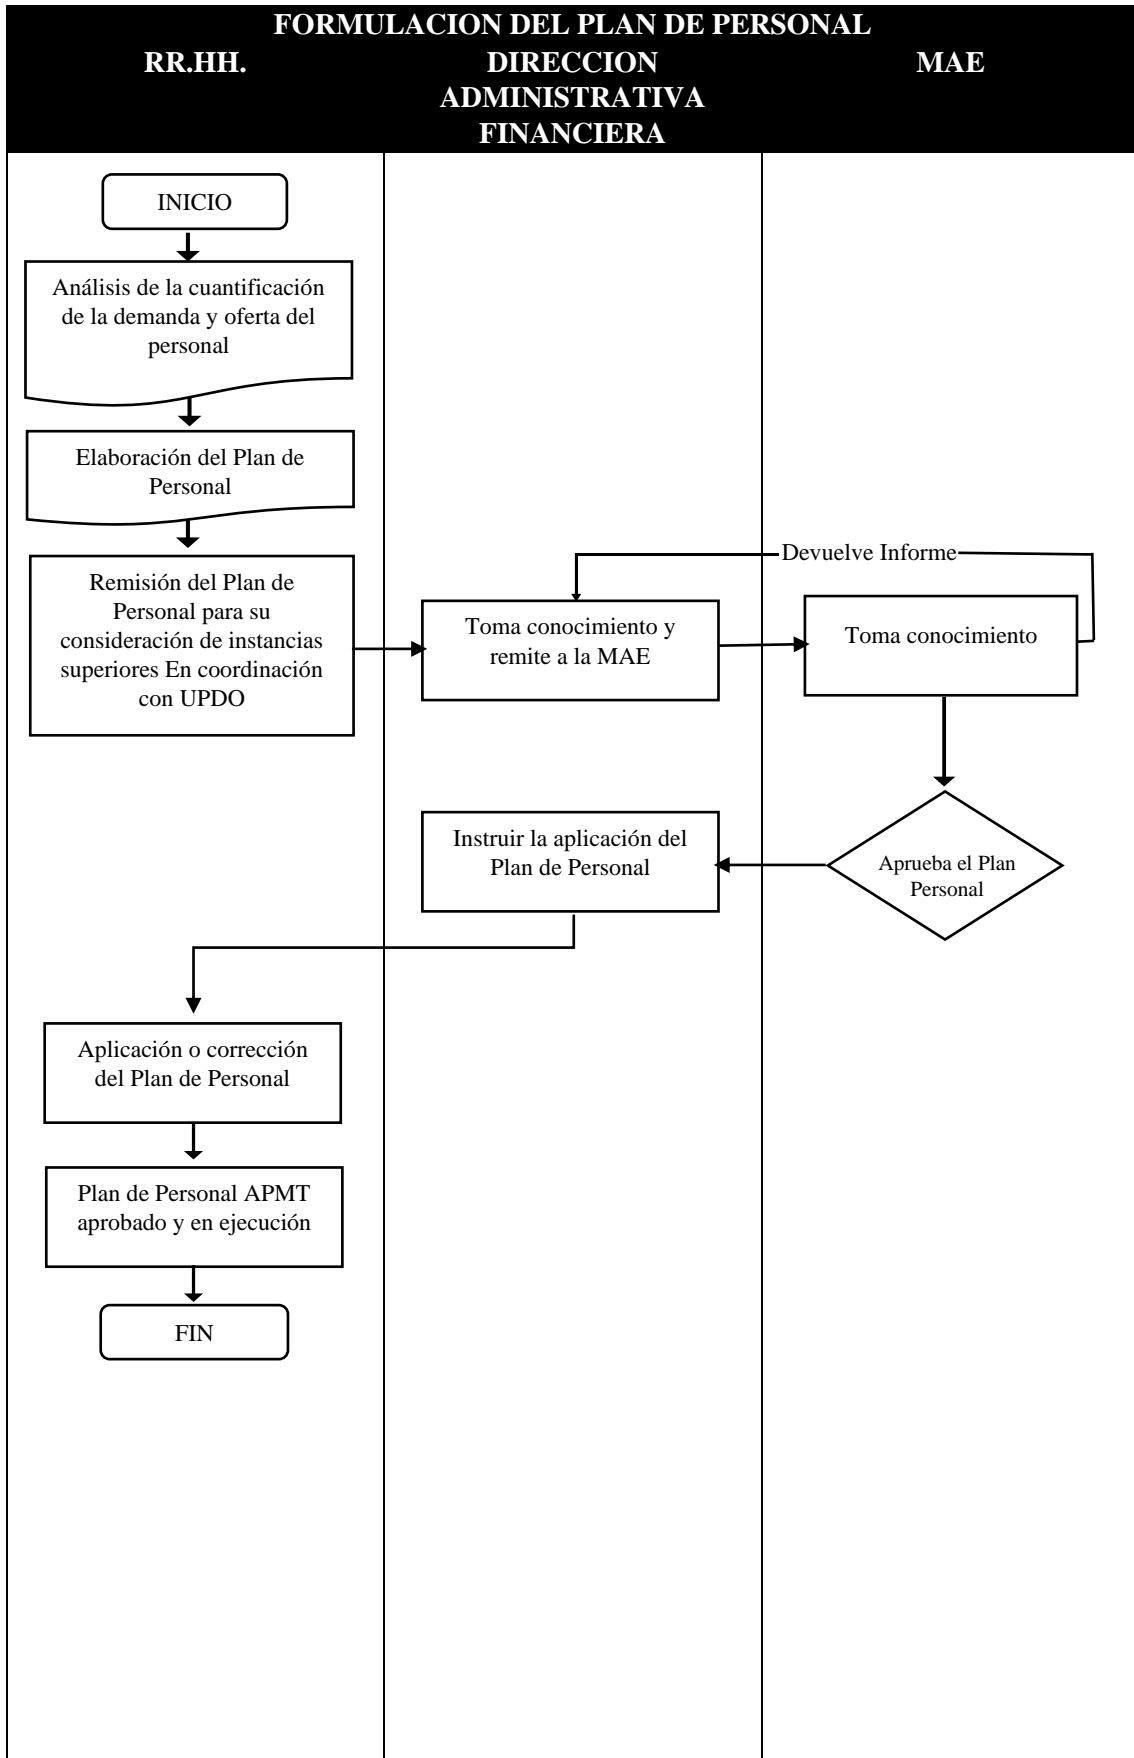 FORMULACION DEL PLAN DE PERSONAL
RR.HH.
DIRECCION
ADMINISTRATIVA
FINANCIERA
MAE
INICIO
Análisis de la cuantificación
de la demanda y oferta del
personal
Elaboración del Plan de
Personal
Remisión del Plan de
Personal para su
consideración de instancias
superiores En coordinación
con UPDO
Toma conocimiento y
remite a la MAE
Devuelve Informe
Toma conocimiento
Aprueba el Plan
Personal
Instruir la aplicación del
Plan de Personal
Aplicación o corrección
del Plan de Personal
Plan de Personal APMT
aprobado y en ejecución
FIN